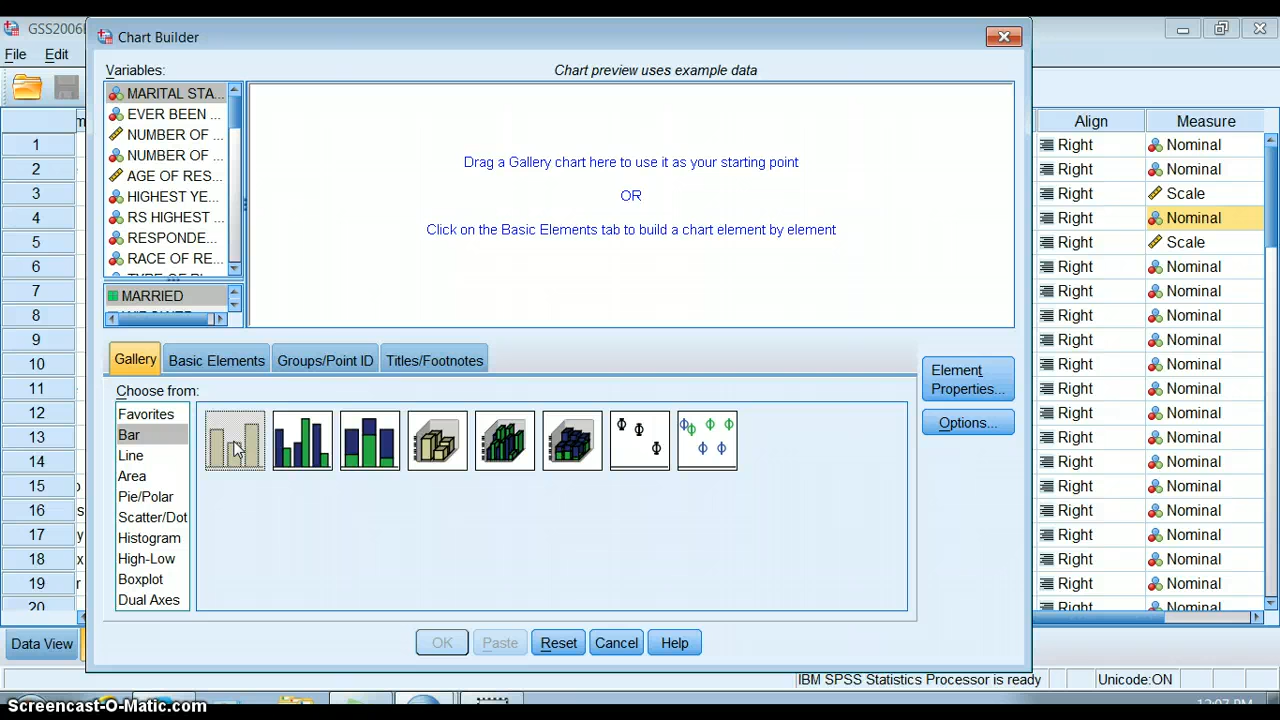 GSS2006
Chart Builder
File Edit
Variables:
Chart preview uses example data
MARITAL STA...
EVER BEEN ...
NUMBER OF ...
NUMBER OF ...
AGE OF RES...
HIGHEST YE...
RS HIGHEST ...
RESPONDE...
RACE OF RE...
MARRIED
Drag a Gallery chart here to use it as your starting point
OR
Click on the Basic Elements tab to build a chart element by element
Gallery Basic Elements Groups/Point ID Titles/Footnotes
Choose from:
Favorites
Bar
Line
Area
Pie/Polar
Scatter/Dot
Histogram
High-Low
Boxplot
Dual Axes
Element
Properties...
Options...
OK Paste Reset Cancel Help
Align Measure
1 Right Nominal
2 Right Nominal
3 Right Scale
4 Right Nominal
5 Right Scale
6 Right Nominal
7 Right Nominal
8 Right Nominal
9 Right Nominal
10 Right Nominal
11 Right Nominal
12 Right Nominal
13 Right Nominal
14 Right Nominal
15 Right Nominal
16 Right Nominal
17 Right Nominal
18 Right Nominal
19 Right Nominal
20 Right Nominal
Data View
IBM SPSS Statistics Processor is ready Unicode:ON
Screencast-O-Matic.com
12:07 PM